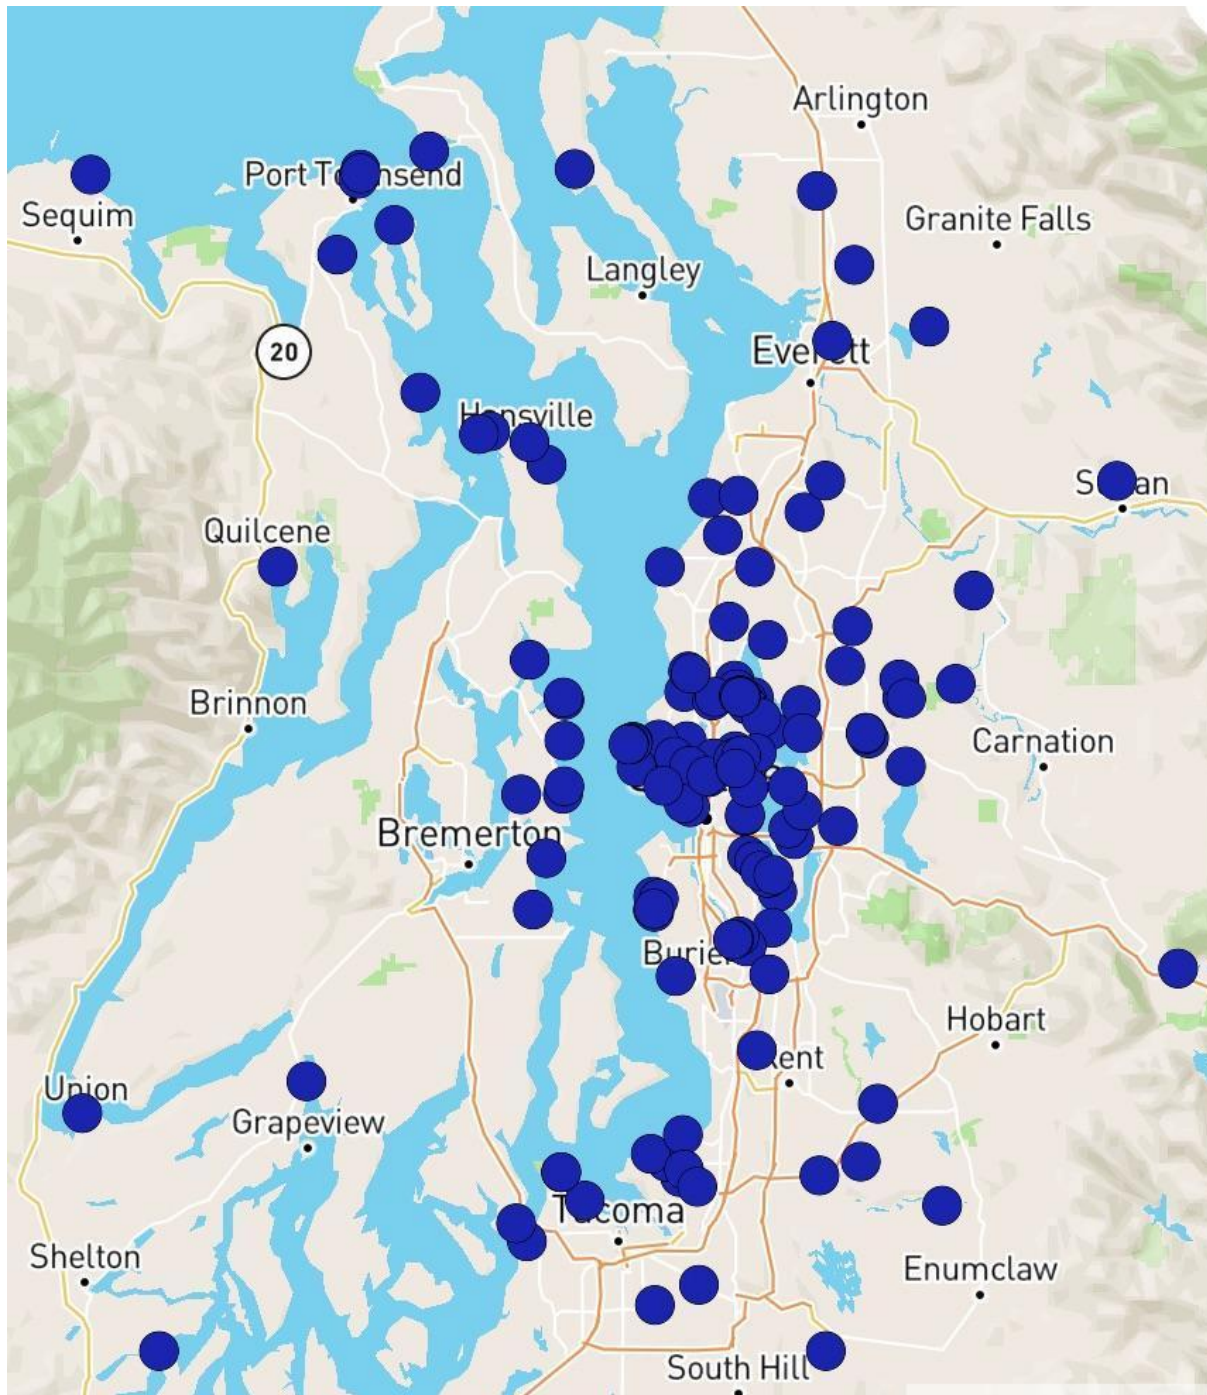 Arlington
Port Townsend
Sequim
Granite Falls
Langley
20
Everett
Hansville
Sultan
Quilcene
Brinnon
Carnation
Bremerton
Burien
Hobart
Kent
Union
Grapeview
Tacoma
Shelton
Enumclaw
South Hill